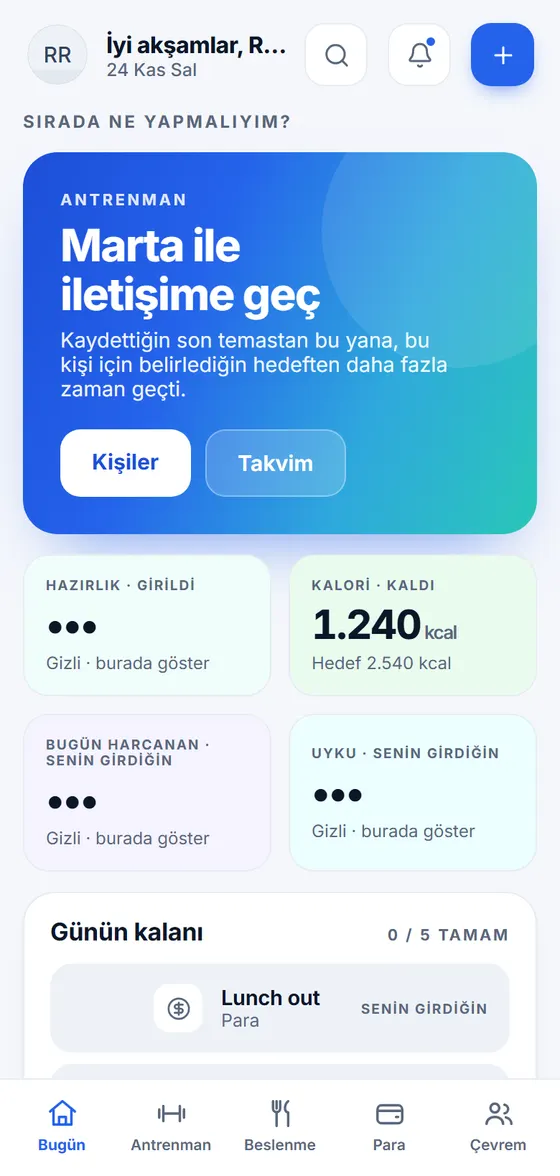 RR
İyi akşamlar, R...
24 Kas Sal
SIRADA NE YAPMALIYIM?
ANTRENMAN
Marta ile
iletişime geç
Kaydettiğin son temastan bu yana, bu
kişi için belirlediğin hedeften daha fazla
zaman geçti.
Kişiler
Takvim
HAZIRLIK · GİRİLDİ
●●●
Gizli · burada göster
KALORİ · KALDI
1.240 kcal
Hedef 2.540 kcal
BUGÜN HARCANAN ·
SENİN GİRDİĞİN
●●●
Gizli · burada göster
UYKU · SENİN GİRDİĞİN
●●●
Gizli · burada göster
Günün kalanı
0 / 5 TAMAM
Lunch out
Para
SENİN GİRDİĞİN
Bugün
Antrenman
Beslenme
Para
Çevrem